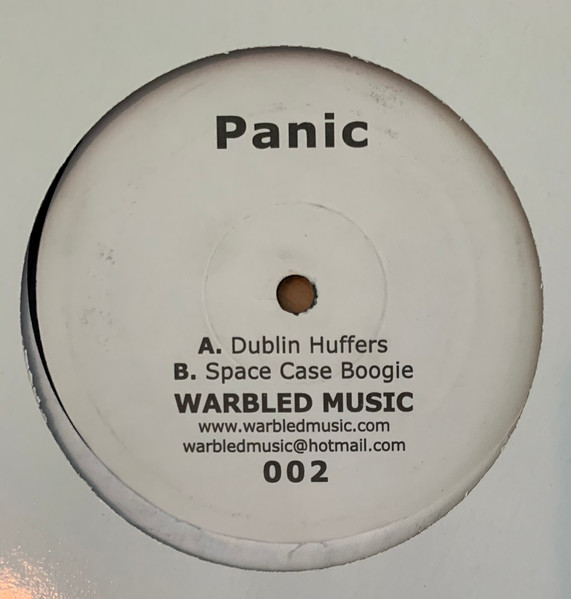 Panic
A. Dublin Huffers
B. Space Case Boogie
WARBLED MUSIC
www.warbledmusic.com
warbledmusic@hotmail.com
002